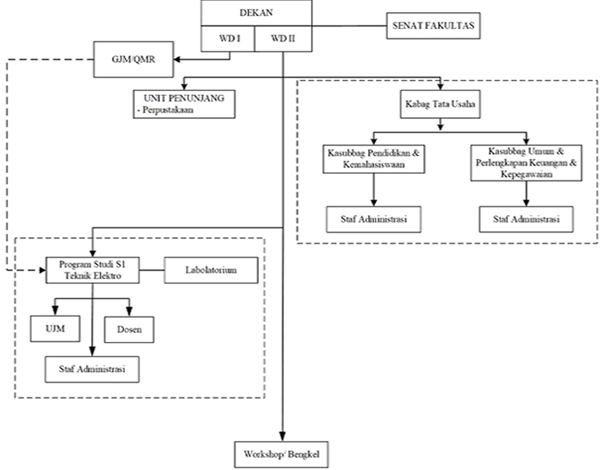 DEKAN
WD I
WD II
SENAT FAKULTAS
GJM/QMR
UNIT PENUNJANG
- Perpustakaan
Kabag Tata Usaha
Kasubbag Pendidikan &
Kemahasiswaan
Kasubbag Umum &
Perlengkapan Keuangan &
Kepegawaian
Staf Administrasi
Staf Administrasi
Program Studi S1
Teknik Elektro
Labolatorium
UJM
Dosen
Staf Administrasi
Workshop/ Bengkel